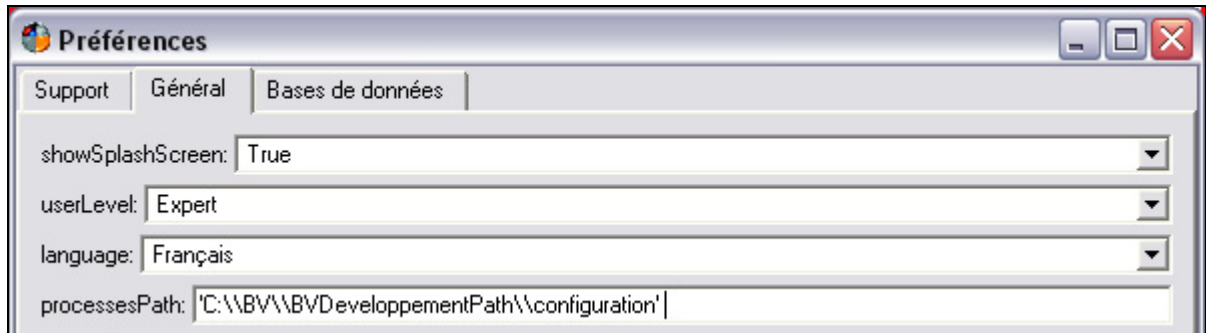 Préférences
Support Général Bases de données
showSplashScreen: True
userLevel: Expert
language: Français
processesPath: 'C:\\BV\\BVDeveloppementPath\\configuration'